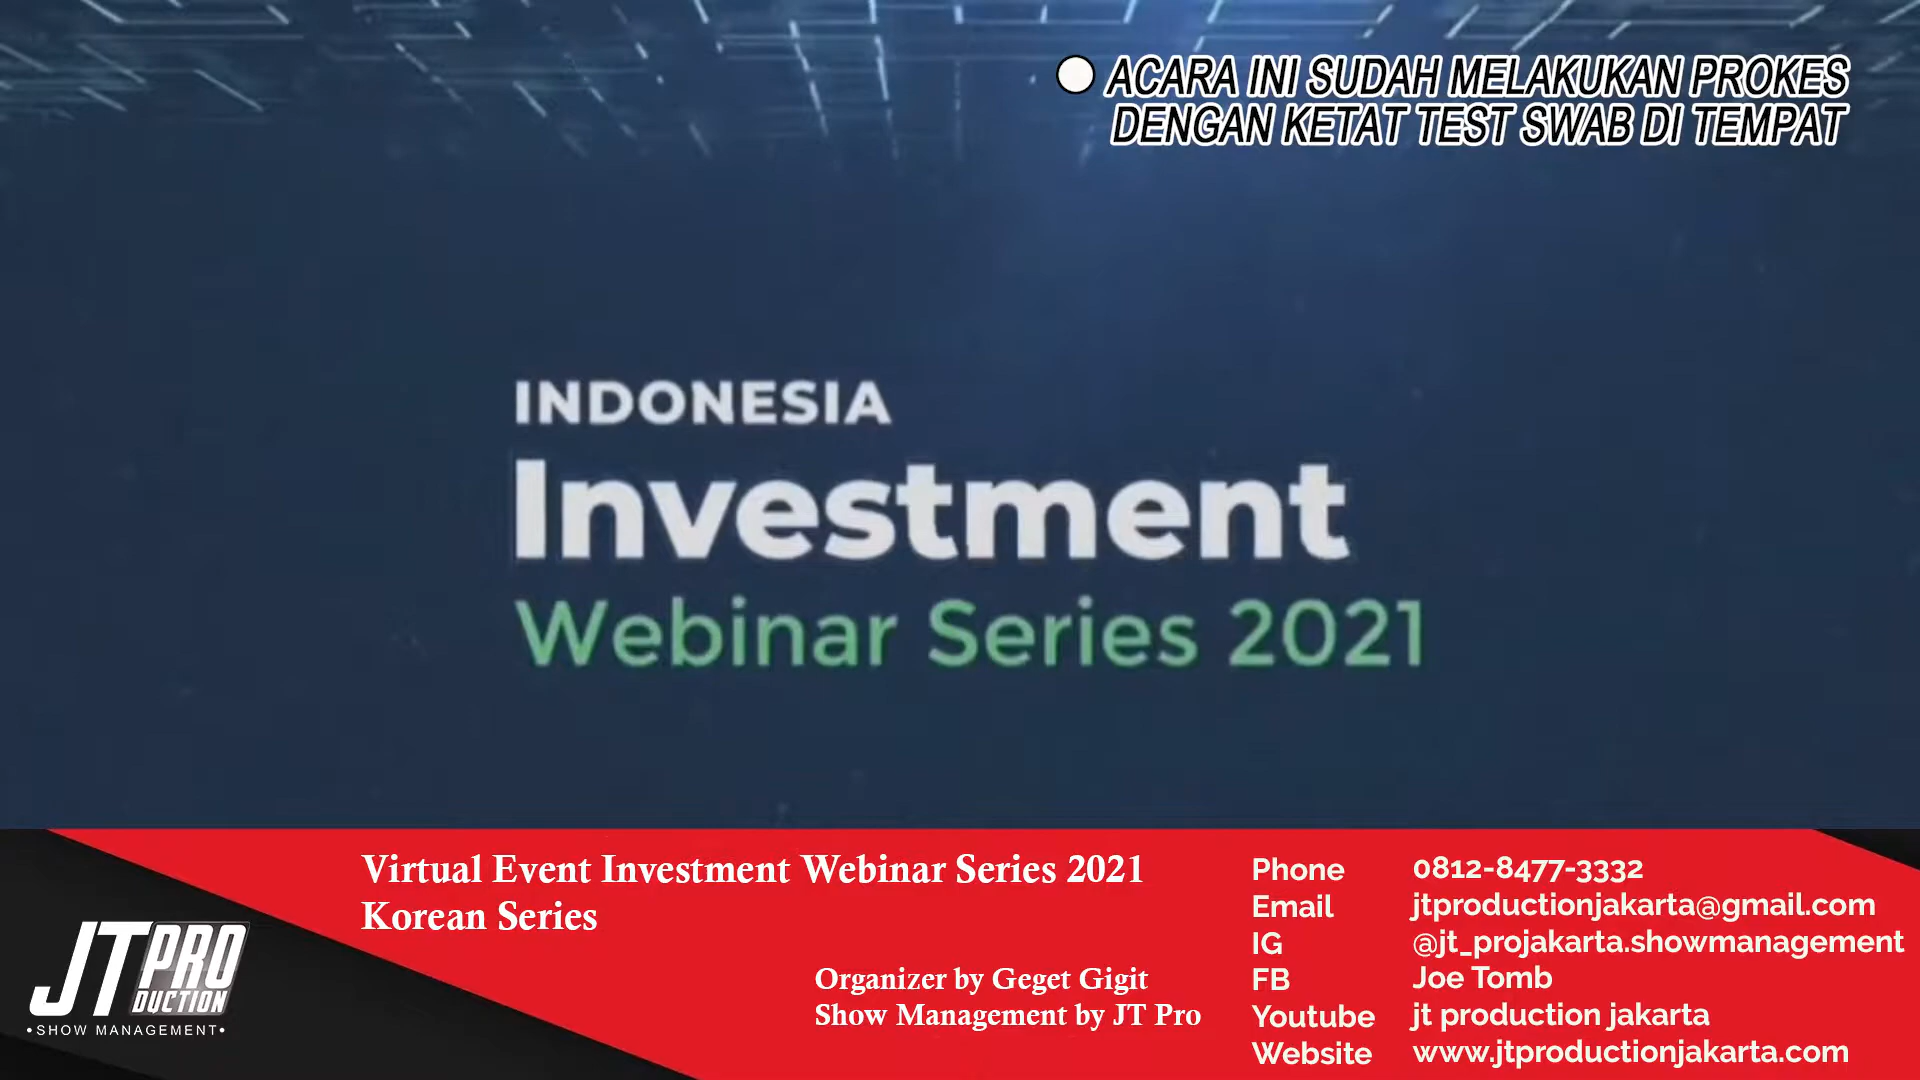 ACARA INI SUDAH MELAKUKAN PROKES
DENGAN KETAT TEST SWAB DI TEMPAT
INDONESIA
Investment
Webinar Series 2021
Virtual Event Investment Webinar Series 2021
Korean Series
Organizer by Geget Gigit
Show Management by JT Pro
JT PRO
DUCTION
•SHOW MANAGEMENT•
Phone 0812-8477-3332
Email jtproductionjakarta@gmail.com
IG @jt_projakarta.showmanagement
FB Joe Tomb
Youtube jt production jakarta
Website www.jtproductionjakarta.com